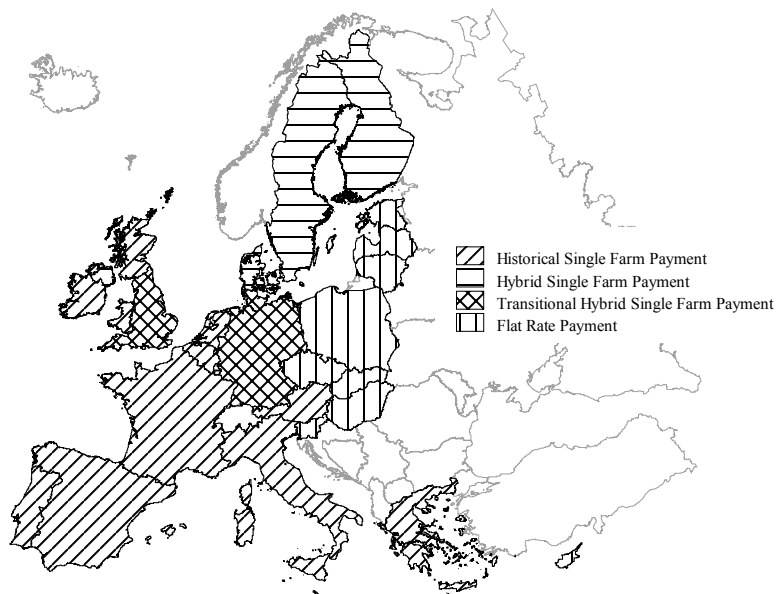 Historical Single Farm Payment
Hybrid Single Farm Payment
Transitional Hybrid Single Farm Payment
Flat Rate Payment